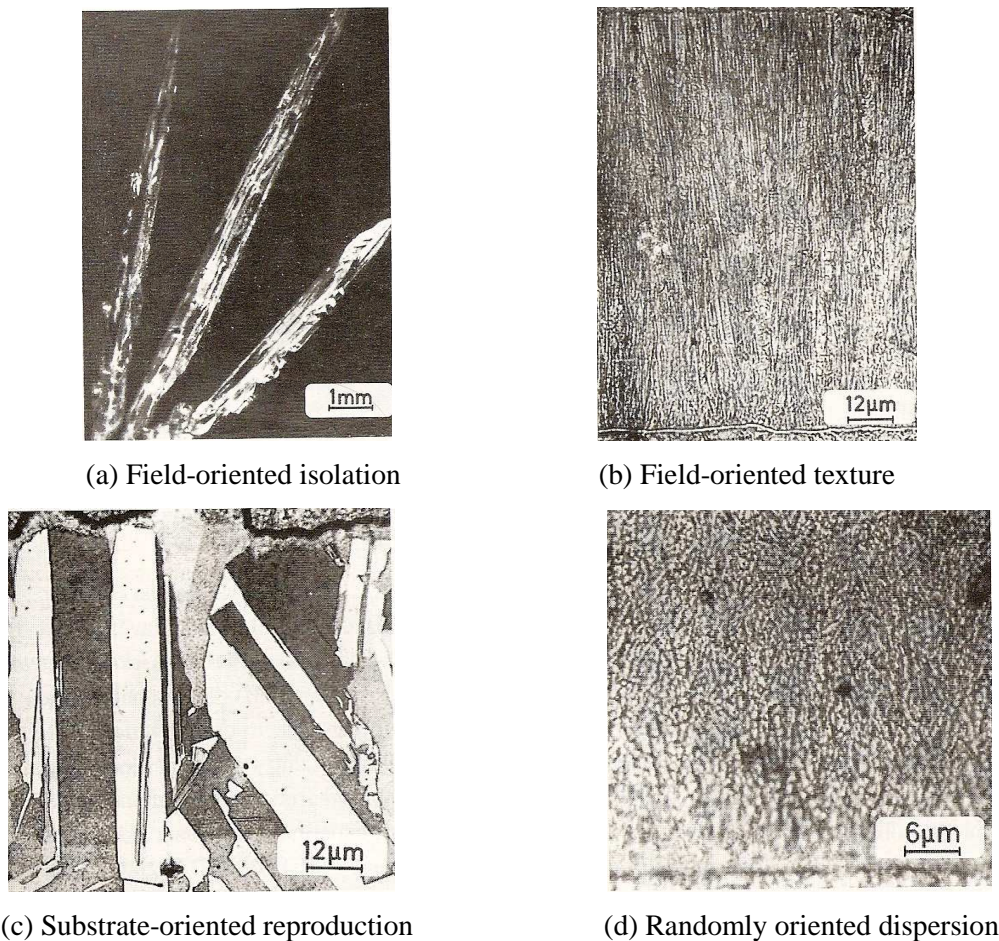 1mm
12μm
(a) Field-oriented isolation
(b) Field-oriented texture
12μm
6μm
(c) Substrate-oriented reproduction
(d) Randomly oriented dispersion